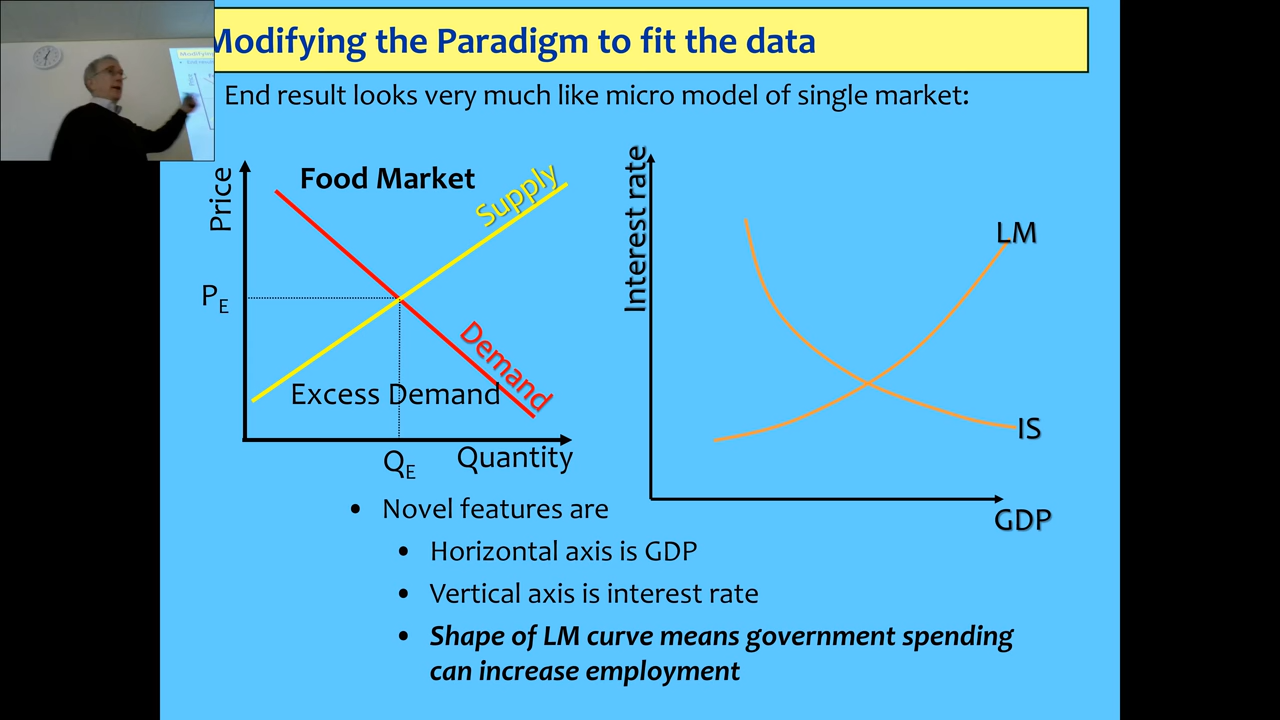 Modifying the Paradigm to fit the data
End result looks very much like micro model of single market:
Food Market
Price
Supply
P_E
Demand
Excess Demand
Q_E
Quantity
Interest rate
LM
IS
GDP
• Novel features are
• Horizontal axis is GDP
• Vertical axis is interest rate
• Shape of LM curve means government spending
can increase employment